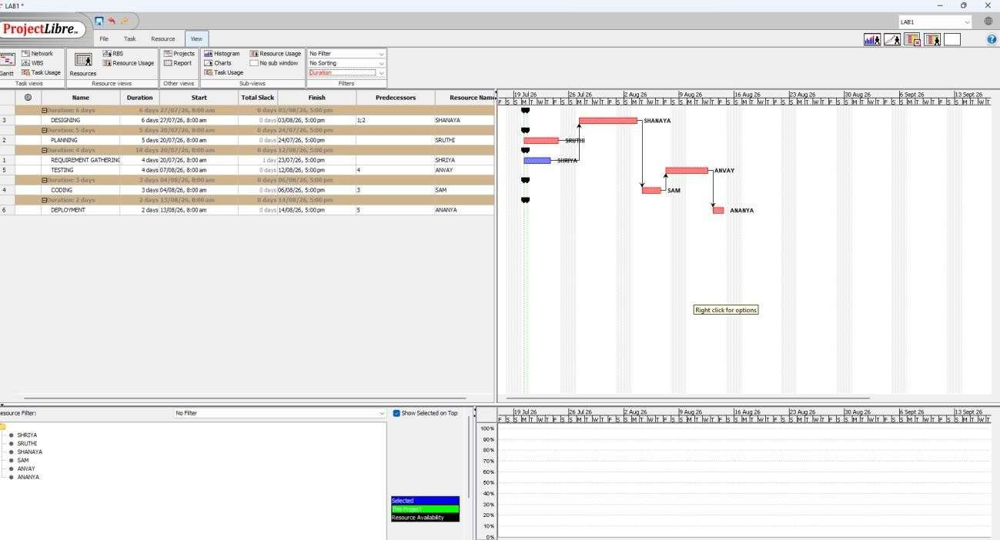 LAB1 *
ProjectLibre
LAB1
File Task Resource View
Network RBS Projects Histogram Resource Usage No Filter
WBS Resource Usage Report Charts No sub window No Sorting
Gantt Task Usage Resources Task Usage Duration
Task views Resource views Other views Sub-views Filters
Name Duration Start Total Slack Finish Predecessors Resource Name
19 Jul 26 26 Jul 26 2 Aug 26 9 Aug 26 16 Aug 26 23 Aug 26 30 Aug 26 6 Sept 26 13 Sept 26
F S S M T W T F S S M T W T F S S M T W T F S S M T W T F S S M T W T F S S M T W T F S S M T W T F S S M T W T F S S M T W T
Duration: 6 days 6 days 27/07/26, 8:00 am 0 days 03/08/26, 5:00 pm
3 DESIGNING 6 days 27/07/26, 8:00 am 0 days 03/08/26, 5:00 pm 1;2 SHANAYA
SHANAYA
Duration: 5 days 5 days 20/07/26, 8:00 am 0 days 24/07/26, 5:00 pm
2 PLANNING 5 days 20/07/26, 8:00 am 0 days 24/07/26, 5:00 pm SRUTHI
SRUTHI
Duration: 4 days 18 days 20/07/26, 8:00 am 0 days 12/08/26, 5:00 pm
1 REQUIREMENT GATHERING 4 days 20/07/26, 8:00 am 1 day 23/07/26, 5:00 pm SHRIYA
SHRIYA
5 TESTING 4 days 07/08/26, 8:00 am 0 days 12/08/26, 5:00 pm 4 ANVAY
ANVAY
Duration: 3 days 3 days 04/08/26, 8:00 am 0 days 06/08/26, 5:00 pm
4 CODING 3 days 04/08/26, 8:00 am 0 days 06/08/26, 5:00 pm 3 SAM
SAM
Duration: 2 days 2 days 13/08/26, 8:00 am 0 days 14/08/26, 5:00 pm
6 DEPLOYMENT 2 days 13/08/26, 8:00 am 0 days 14/08/26, 5:00 pm 5 ANANYA
ANANYA
Right click for options
esource Filter: No Filter Show Selected on Top
SHRIYA
SRUTHI
SHANAYA
SAM
ANVAY
ANANYA
Selected
This Project
Resource Availability
19 Jul 26 26 Jul 26 2 Aug 26 9 Aug 26 16 Aug 26 23 Aug 26 30 Aug 26 6 Sept 26 13 Sept 26
F S S M T W T F S S M T W T F S S M T W T F S S M T W T F S S M T W T F S S M T W T F S S M T W T F S S M T W T F S S M T W T
100%
90%
80%
70%
60%
50%
40%
30%
20%
10%
0%